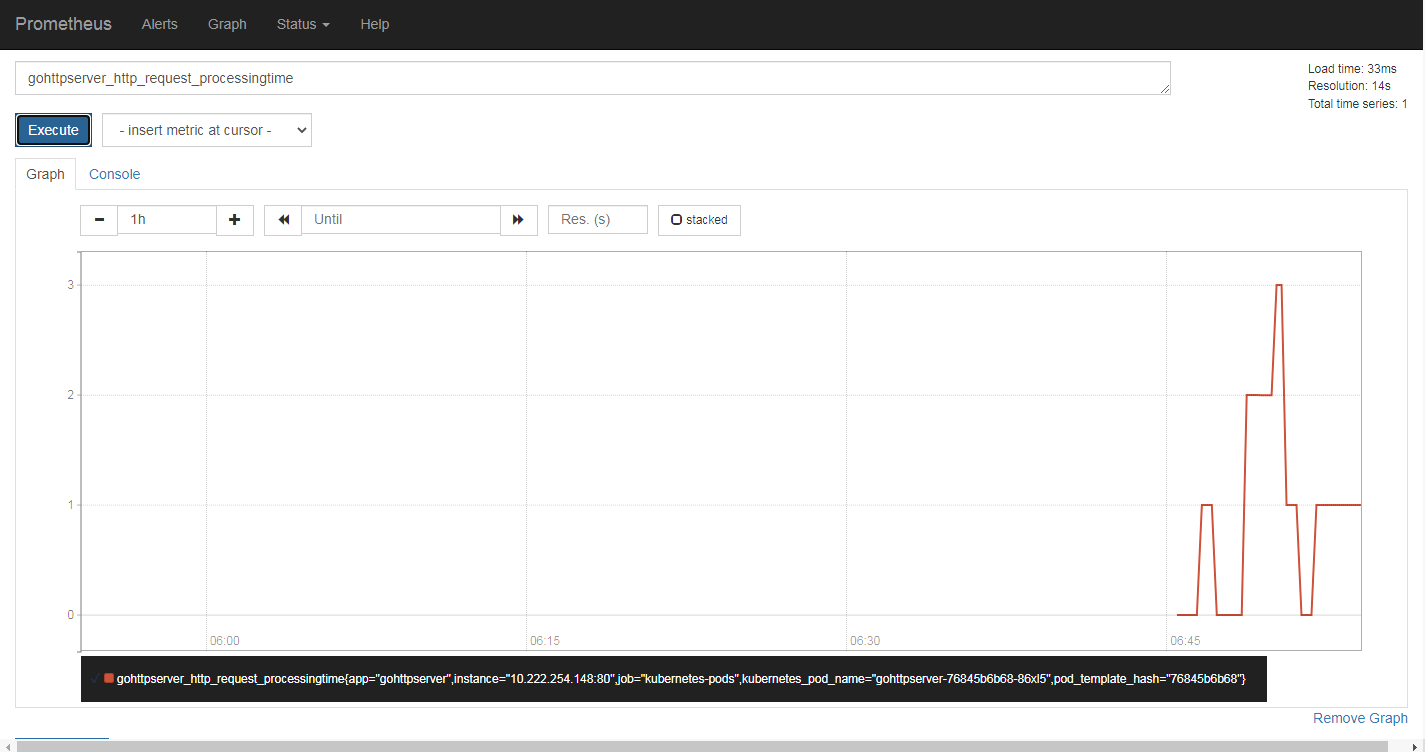 Prometheus Alerts Graph Status Help
gohttpserver_http_request_processingtime
Load time: 33ms
Resolution: 14s
Total time series: 1
Execute - insert metric at cursor -
Graph Console
1h Until Res. (s) stacked
3
2
1
0
06:00 06:15 06:30 06:45
gohttpserver_http_request_processingtime{app="gohttpserver",instance="10.222.254.148:80",job="kubernetes-pods",kubernetes_pod_name="gohttpserver-76845b6b68-86xl5",pod_template_hash="76845b6b68"}
Remove Graph